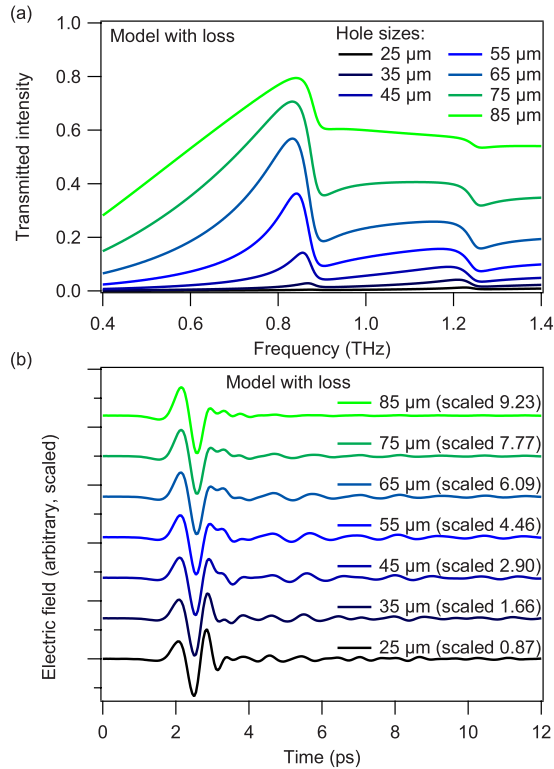 (a)
Model with loss
Hole sizes:
25 µm
35 µm
45 µm
55 µm
65 µm
75 µm
85 µm
Transmitted intensity
1.0
0.8
0.6
0.4
0.2
0.0
0.4
0.6
0.8
1.0
1.2
1.4
Frequency (THz)
(b)
Model with loss
85 µm (scaled 9.23)
75 µm (scaled 7.77)
65 µm (scaled 6.09)
55 µm (scaled 4.46)
45 µm (scaled 2.90)
35 µm (scaled 1.66)
25 µm (scaled 0.87)
Electric field (arbitrary, scaled)
0
2
4
6
8
10
12
Time (ps)